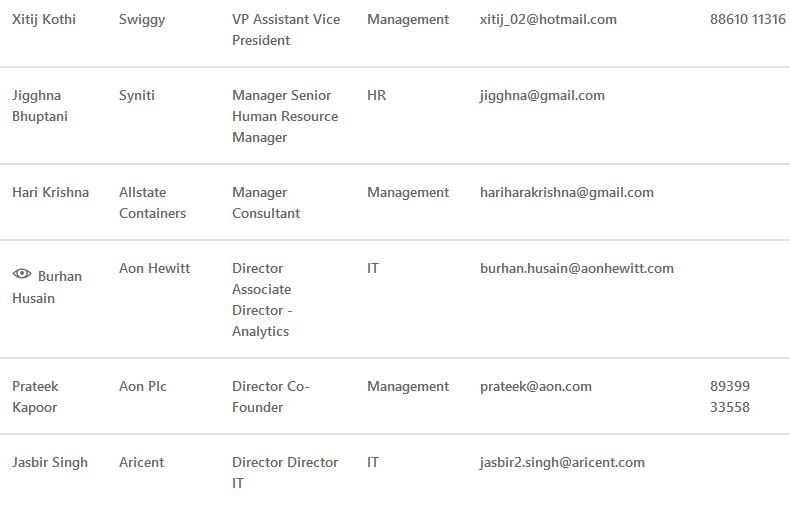 Xitij Kothi Swiggy VP Assistant Vice Management xitij_02@hotmail.com 88610 11316
President
Jigghna Syniti Manager Senior HR jigghna@gmail.com
Bhuptani Human Resource
Manager
Hari Krishna Allstate Manager Management hariharakrishna@gmail.com
Containers Consultant
Burhan Aon Hewitt Director IT burhan.husain@aonhewitt.com
Husain Associate
Director -
Analytics
Prateek Aon Plc Director Co- Management prateek@aon.com 89399
Kapoor Founder 33558
Jasbir Singh Aricent Director Director IT jasbir2.singh@aricent.com
IT